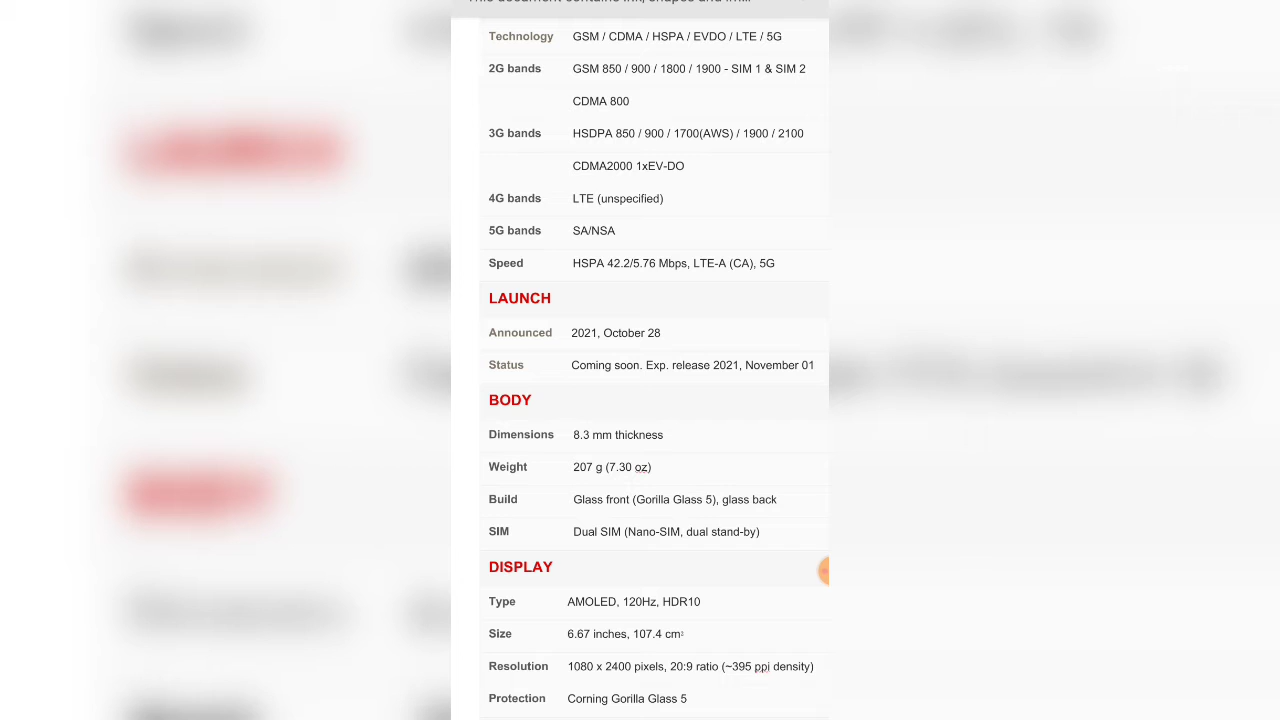 Technology GSM / CDMA / HSPA / EVDO / LTE / 5G
2G bands GSM 850 / 900 / 1800 / 1900 - SIM 1 & SIM 2
CDMA 800
3G bands HSDPA 850 / 900 / 1700(AWS) / 1900 / 2100
CDMA2000 1xEV-DO
4G bands LTE (unspecified)
5G bands SA/NSA
Speed HSPA 42.2/5.76 Mbps, LTE-A (CA), 5G
LAUNCH
Announced 2021, October 28
Status Coming soon. Exp. release 2021, November 01
BODY
Dimensions 8.3 mm thickness
Weight 207 g (7.30 oz)
Build Glass front (Gorilla Glass 5), glass back
SIM Dual SIM (Nano-SIM, dual stand-by)
DISPLAY
Type AMOLED, 120Hz, HDR10
Size 6.67 inches, 107.4 cm²
Resolution 1080 x 2400 pixels, 20:9 ratio (~395 ppi density)
Protection Corning Gorilla Glass 5